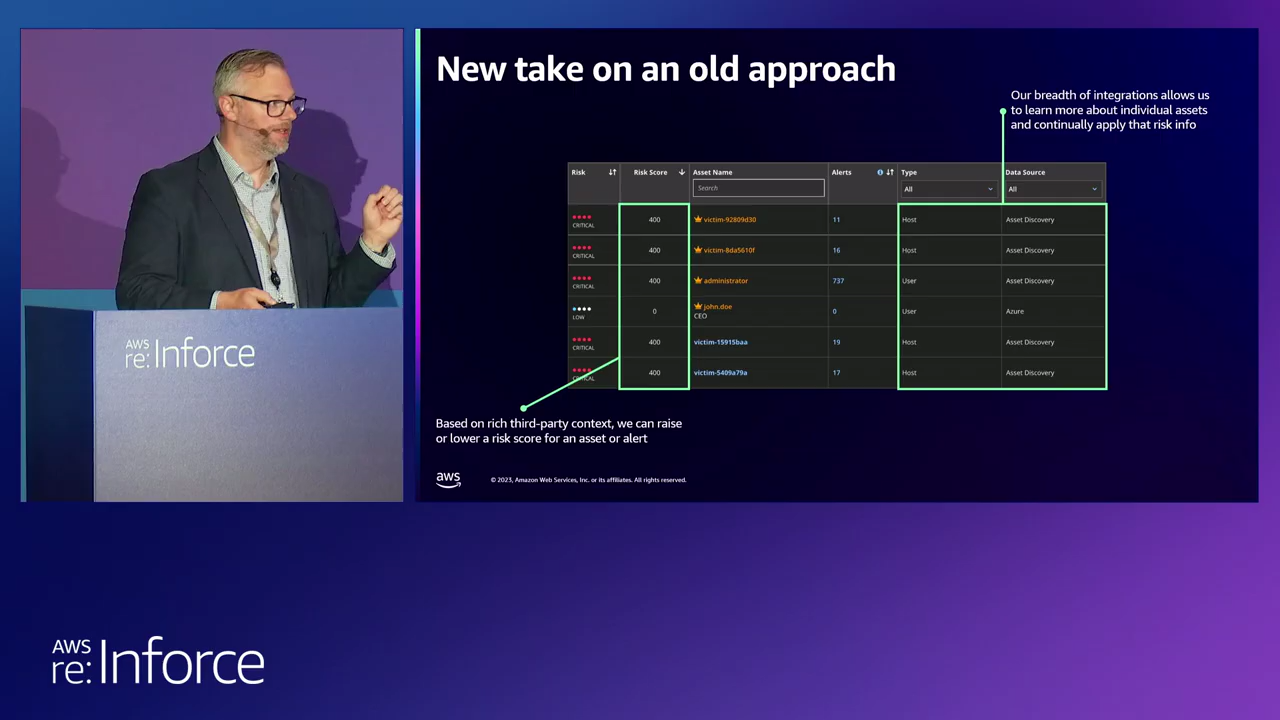 New take on an old approach
Our breadth of integrations allows us
to learn more about individual assets
and continually apply that risk info
Risk Risk Score Asset Name Alerts Type Data Source
Search All All
CRITICAL 400 victim-92809d30 11 Host Asset Discovery
CRITICAL 400 victim-8da5610f 16 Host Asset Discovery
CRITICAL 400 administrator 737 User Asset Discovery
LOW 0 john.doe 0 User Azure
CEO
CRITICAL 400 victim-15915baa 19 Host Asset Discovery
CRITICAL 400 victim-5409a79a 17 Host Asset Discovery
Based on rich third-party context, we can raise
or lower a risk score for an asset or alert
aws
© 2023, Amazon Web Services, Inc. or its affiliates. All rights reserved.
AWS
re:Inforce
AWS
re:Inforce